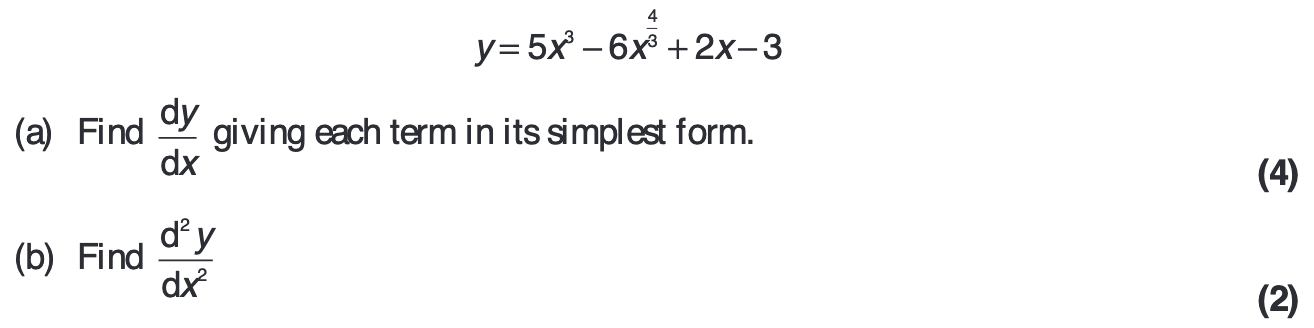 y = 5x³ – 6x^(4/3) + 2x – 3
(a) Find dy/dx giving each term in its simplest form.
(4)
(b) Find d²y/dx²
(2)